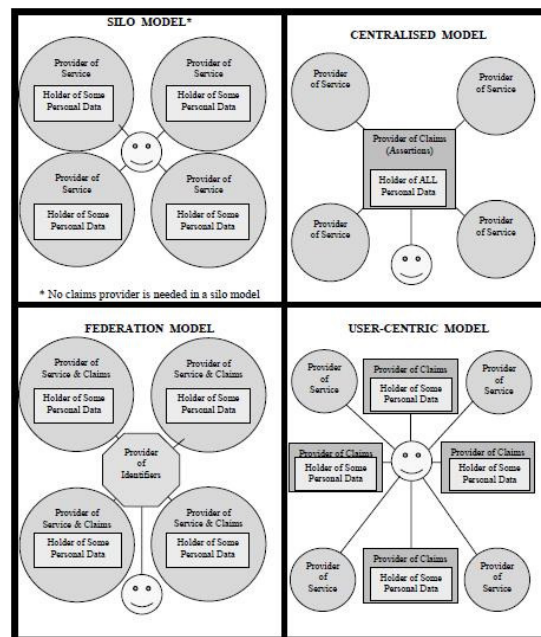 SILO MODEL*
Provider of
Service
Holder of Some
Personal Data
Provider of
Service
Holder of Some
Personal Data
Provider of
Service
Holder of Some
Personal Data
Provider of
Service
Holder of Some
Personal Data
* No claims provider is needed in a silo model
CENTRALISED MODEL
Provider
of Service
Provider
of Service
Provider of Claims
(Assertions)
Holder of ALL
Personal Data
Provider
of Service
Provider
of Service
FEDERATION MODEL
Provider of
Service & Claims
Holder of Some
Personal Data
Provider of
Service & Claims
Holder of Some
Personal Data
Provider
of
Identifiers
Provider of
Service & Claims
Holder of Some
Personal Data
Provider of
Service & Claims
Holder of Some
Personal Data
USER-CENTRIC MODEL
Provider
of
Service
Provider of Claims
Holder of Some
Personal Data
Provider
of
Service
Provider of Claims
Holder of Some
Personal Data
Provider of Claims
Holder of Some
Personal Data
Provider
of
Service
Provider of Claims
Holder of Some
Personal Data
Provider
of
Service